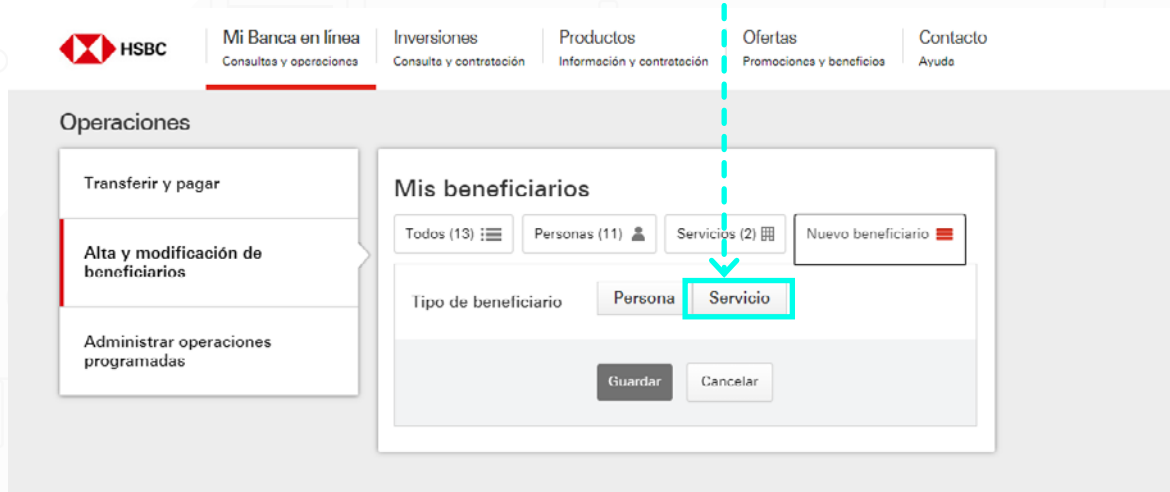 HSBC
Mi Banca en línea
Consultas y operaciones
Inversiones
Consulta y contratación
Productos
Información y contratación
Ofertas
Promociones y beneficios
Contacto
Ayuda
Operaciones
Transferir y pagar
Alta y modificación de
beneficiarios
Administrar operaciones
programadas
Mis beneficiarios
Todos (13)
Personas (11)
Servicios (2)
Nuevo beneficiario
Tipo de beneficiario
Persona
Servicio
Guardar
Cancelar